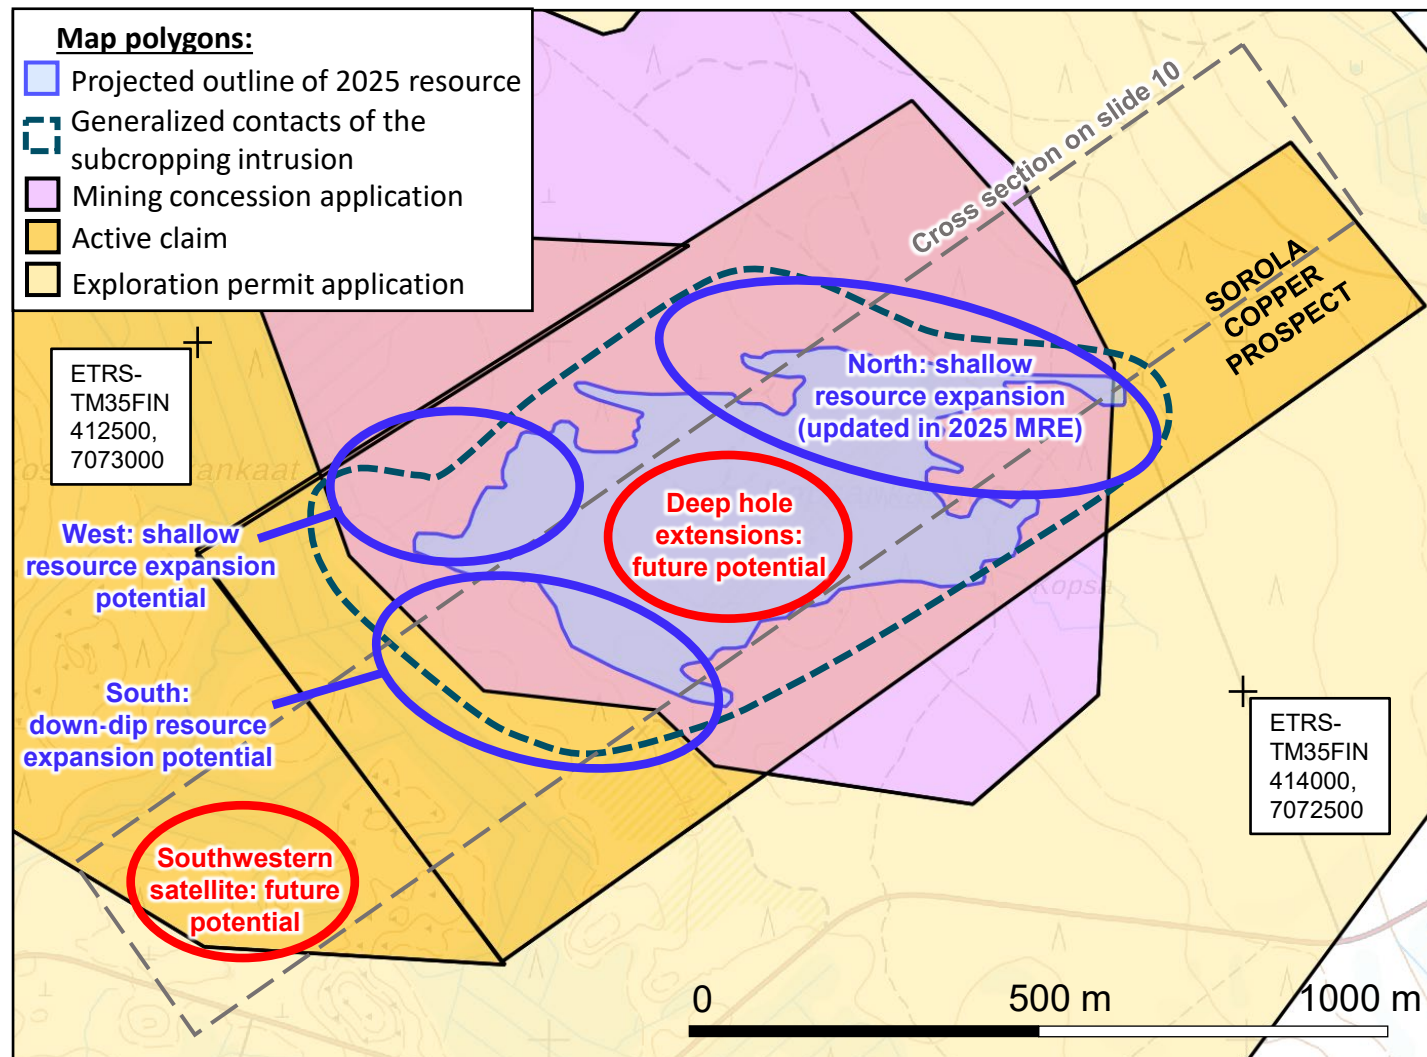 Map polygons:
Projected outline of 2025 resource
Generalized contacts of the
subcropping intrusion
Mining concession application
Active claim
Exploration permit application
Cross section on slide 10
SOROLA
COPPER
PROSPECT
ETRS-
TM35FIN
412500,
7073000
North: shallow
resource expansion
(updated in 2025 MRE)
Deep hole
extensions:
future potential
West: shallow
resource expansion
potential
Kopsa
South:
down-dip resource
expansion potential
ETRS-
TM35FIN
414000,
7072500
Southwestern
satellite: future
potential
0 500 m 1000 m